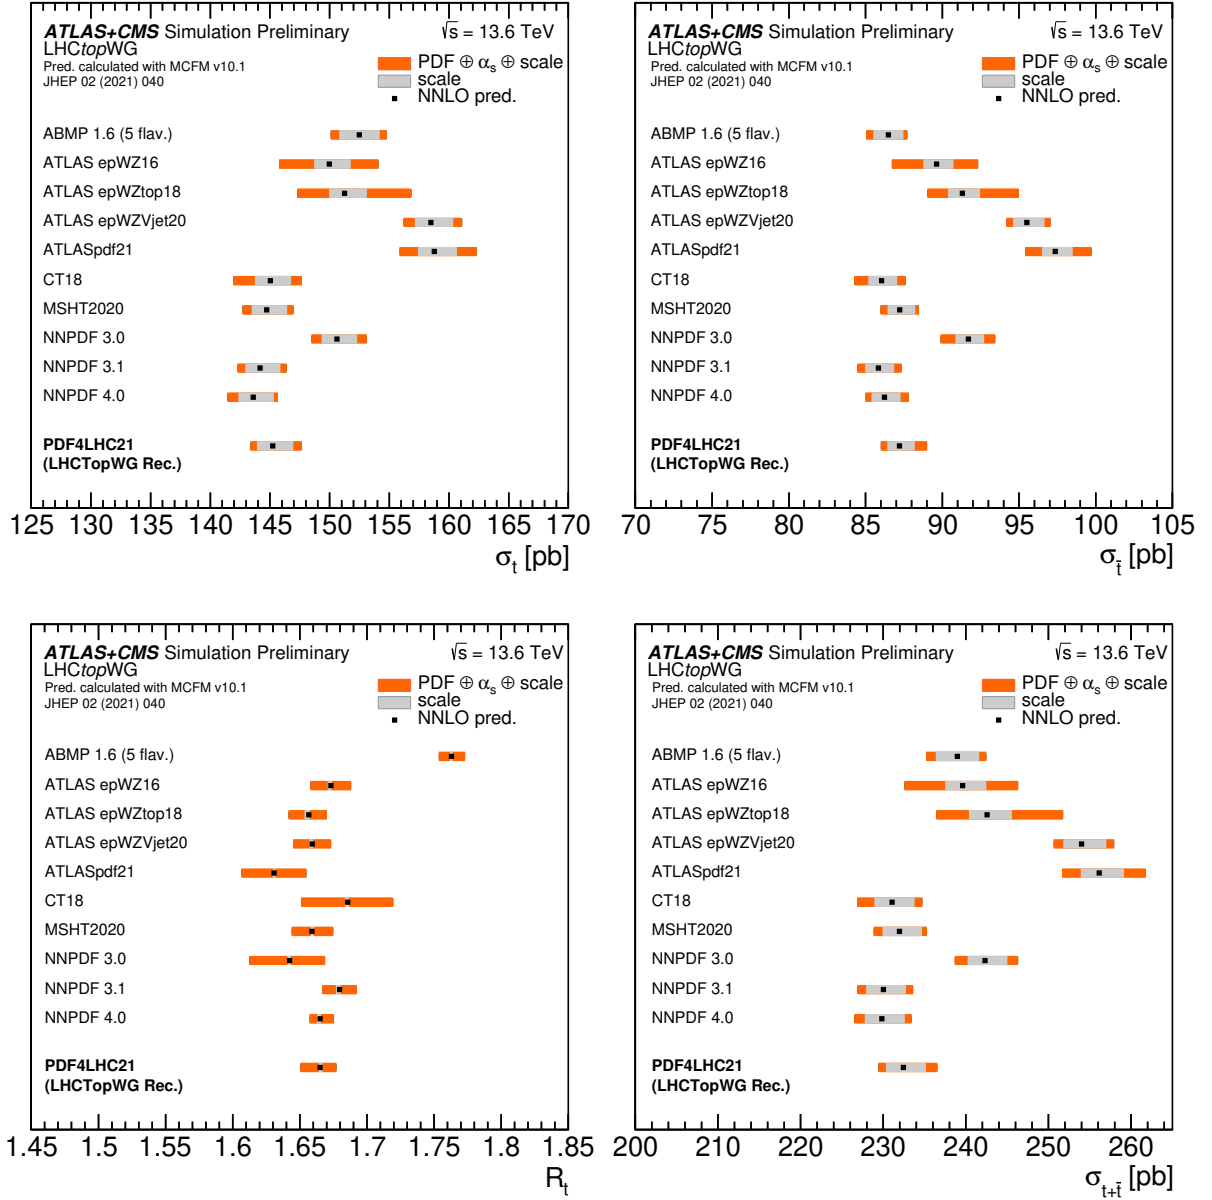 ATLAS+CMS Simulation Preliminary √s = 13.6 TeV
LHCtopWG
Pred. calculated with MCFM v10.1
JHEP 02 (2021) 040
PDF ⊕ αs ⊕ scale
scale
NNLO pred.
ABMP 1.6 (5 flav.)
ATLAS epWZ16
ATLAS epWZtop18
ATLAS epWZVjet20
ATLASpdf21
CT18
MSHT2020
NNPDF 3.0
NNPDF 3.1
NNPDF 4.0
PDF4LHC21
(LHCTopWG Rec.)
125 130 135 140 145 150 155 160 165 170
σt [pb]
ATLAS+CMS Simulation Preliminary √s = 13.6 TeV
LHCtopWG
Pred. calculated with MCFM v10.1
JHEP 02 (2021) 040
PDF ⊕ αs ⊕ scale
scale
NNLO pred.
ABMP 1.6 (5 flav.)
ATLAS epWZ16
ATLAS epWZtop18
ATLAS epWZVjet20
ATLASpdf21
CT18
MSHT2020
NNPDF 3.0
NNPDF 3.1
NNPDF 4.0
PDF4LHC21
(LHCTopWG Rec.)
70 75 80 85 90 95 100 105
σt̄ [pb]
ATLAS+CMS Simulation Preliminary √s = 13.6 TeV
LHCtopWG
Pred. calculated with MCFM v10.1
JHEP 02 (2021) 040
PDF ⊕ αs ⊕ scale
scale
NNLO pred.
ABMP 1.6 (5 flav.)
ATLAS epWZ16
ATLAS epWZtop18
ATLAS epWZVjet20
ATLASpdf21
CT18
MSHT2020
NNPDF 3.0
NNPDF 3.1
NNPDF 4.0
PDF4LHC21
(LHCTopWG Rec.)
1.45 1.5 1.55 1.6 1.65 1.7 1.75 1.8 1.85
Rt
ATLAS+CMS Simulation Preliminary √s = 13.6 TeV
LHCtopWG
Pred. calculated with MCFM v10.1
JHEP 02 (2021) 040
PDF ⊕ αs ⊕ scale
scale
NNLO pred.
ABMP 1.6 (5 flav.)
ATLAS epWZ16
ATLAS epWZtop18
ATLAS epWZVjet20
ATLASpdf21
CT18
MSHT2020
NNPDF 3.0
NNPDF 3.1
NNPDF 4.0
PDF4LHC21
(LHCTopWG Rec.)
200 210 220 230 240 250 260
σt+t̄ [pb]